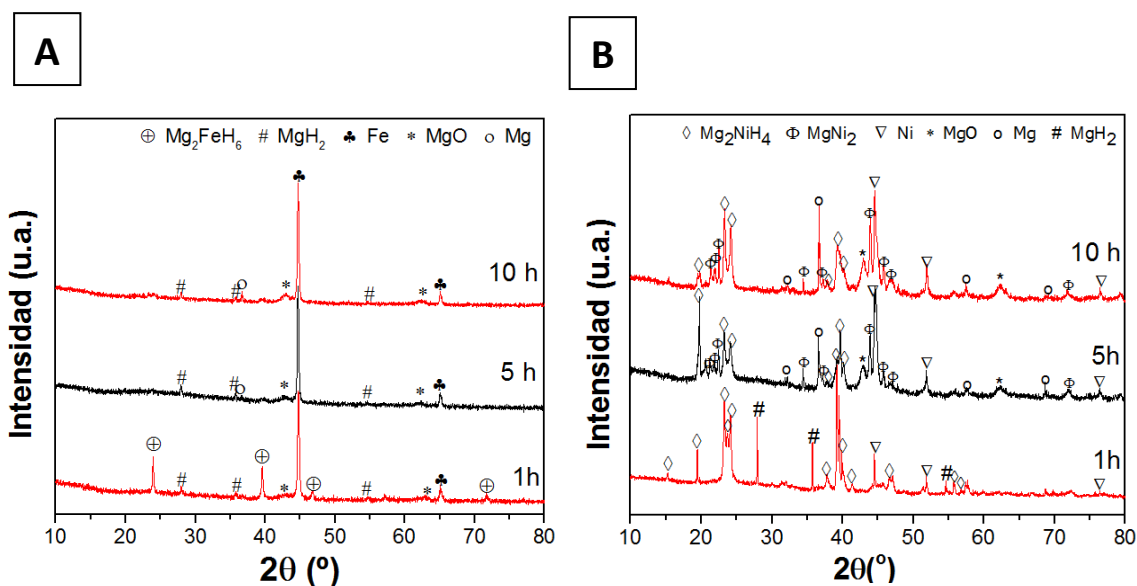 A
B
⊕ Mg₂FeH₆ # MgH₂ ♣ Fe * MgO o Mg
◊ Mg₂NiH₄ Φ MgNi₂ ▽ Ni * MgO o Mg # MgH₂
Intensidad (u.a.)
10 h
5 h
1h
10 20 30 40 50 60 70 80
2θ (º)
Intensidad (u.a.)
10 h
5h
1h
10 20 30 40 50 60 70 80
2θ(°)